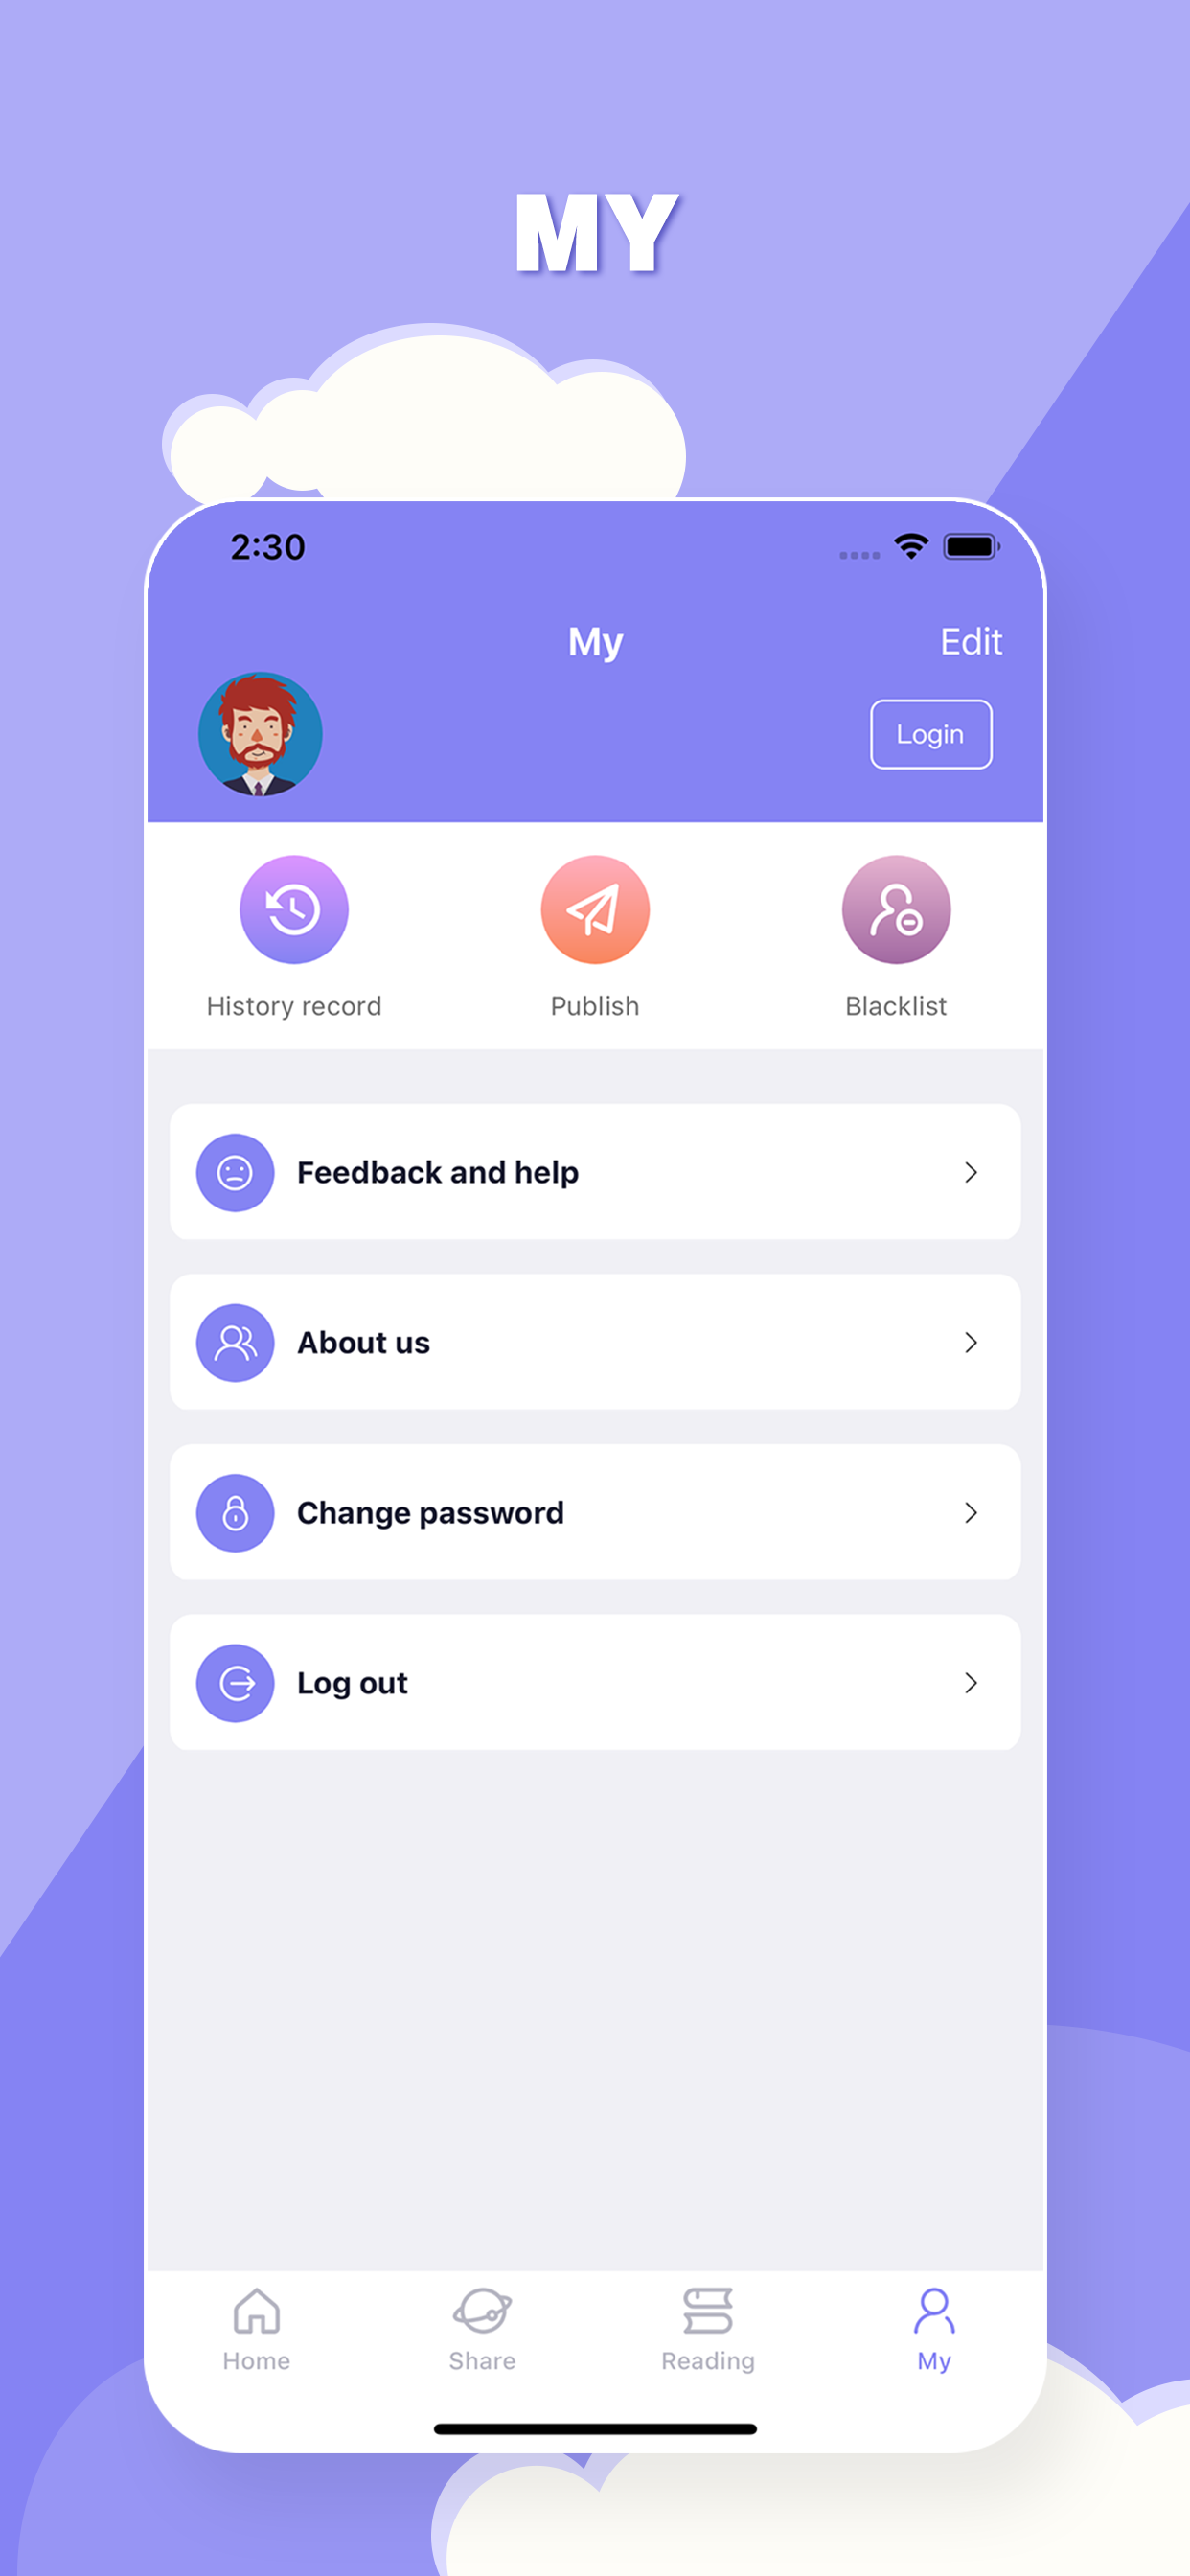 MY
2:30
My
Edit
Login
History record
Publish
Blacklist
Feedback and help
About us
Change password
Log out
Home
Share
Reading
My